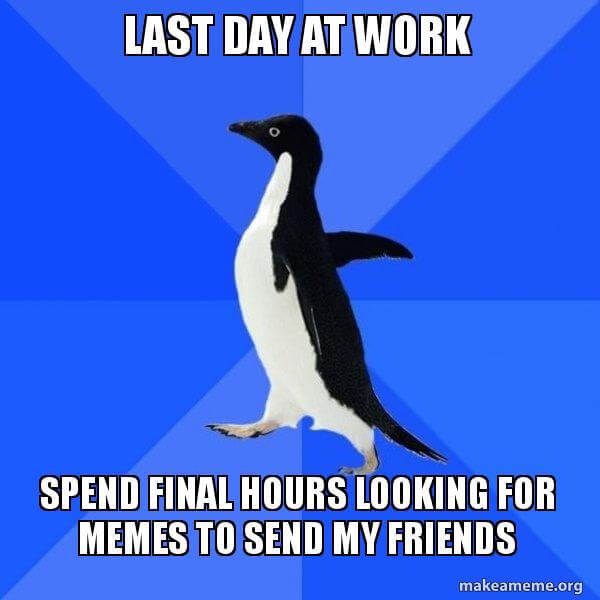 LAST DAY AT WORK
SPEND FINAL HOURS LOOKING FOR
MEMES TO SEND MY FRIENDS
makeameme.org